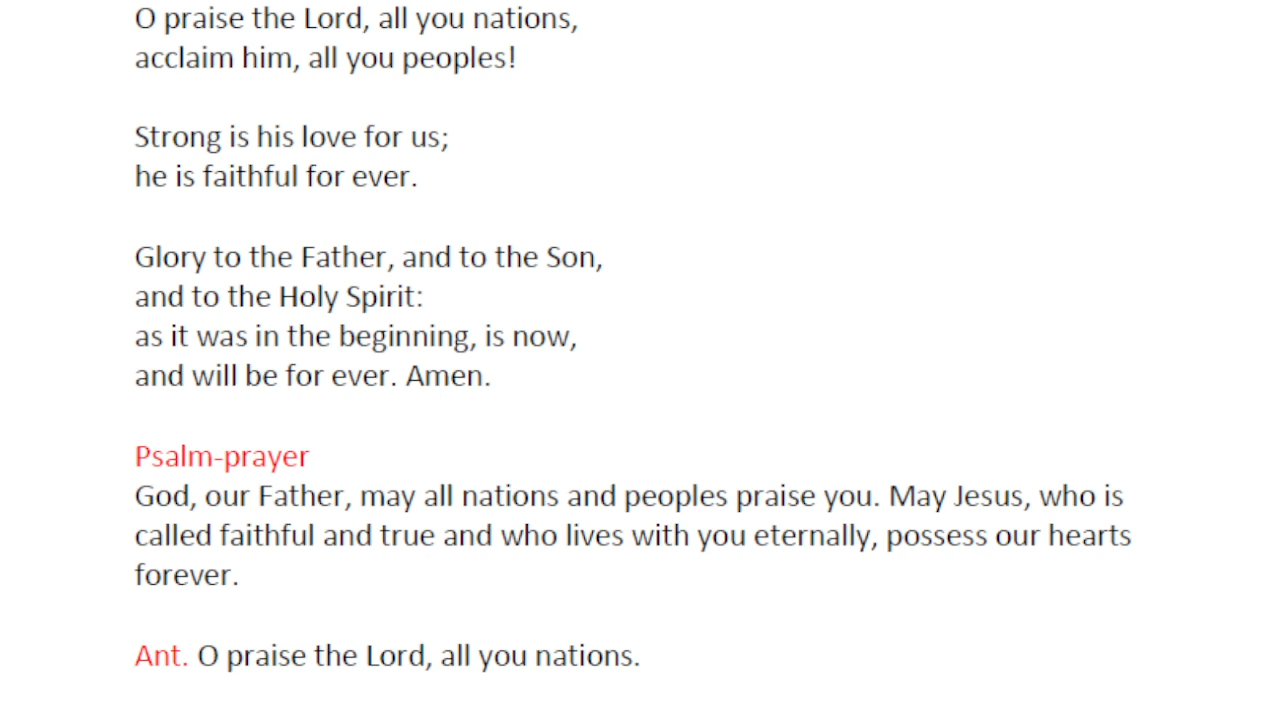 O praise the Lord, all you nations,
acclaim him, all you peoples!
Strong is his love for us;
he is faithful for ever.
Glory to the Father, and to the Son,
and to the Holy Spirit:
as it was in the beginning, is now,
and will be for ever. Amen.
Psalm-prayer
God, our Father, may all nations and peoples praise you. May Jesus, who is
called faithful and true and who lives with you eternally, possess our hearts
forever.
Ant. O praise the Lord, all you nations.